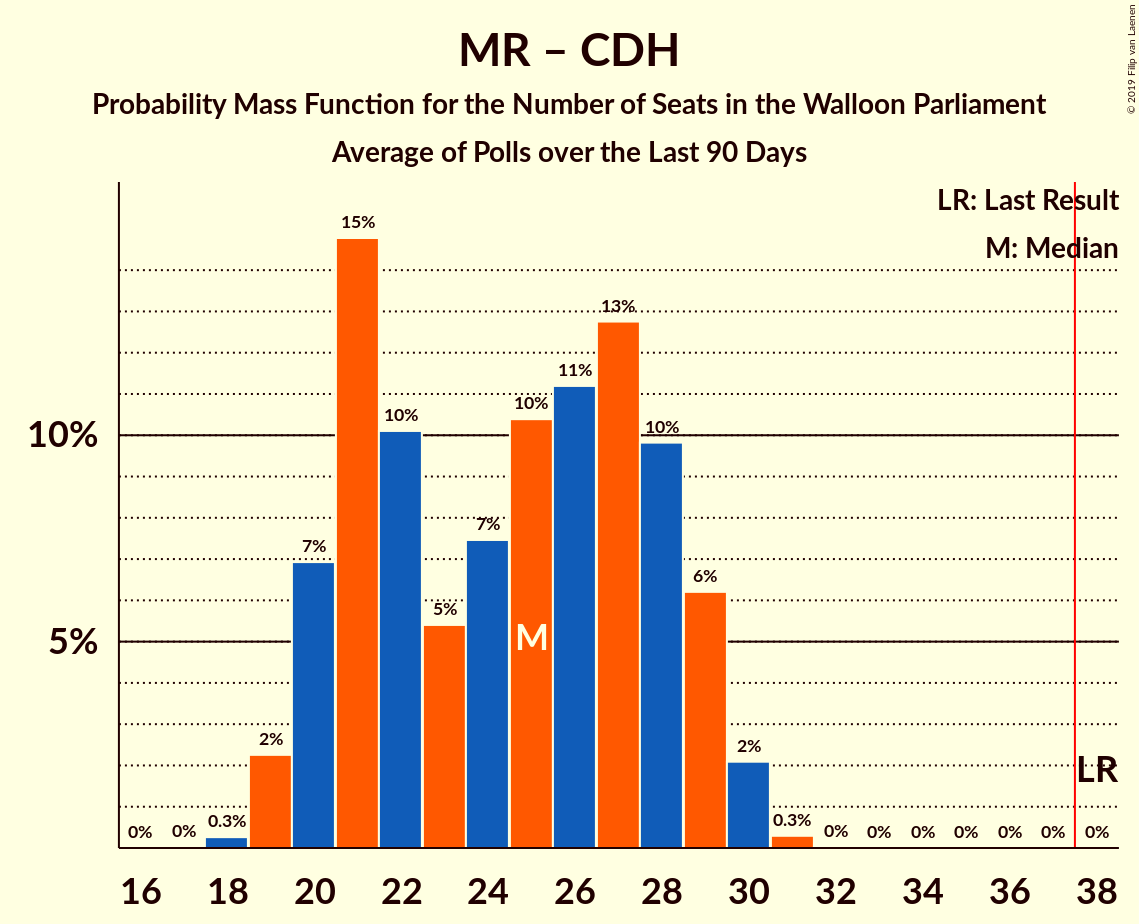 MR – CDH
Probability Mass Function for the Number of Seats in the Walloon Parliament
Average of Polls over the Last 90 Days
© 2019 Filip van Laenen
LR: Last Result
M: Median
15%
13%
11%
10%
10%
10%
10%
7%
7%
6%
5%
5%
M
2%
2%
LR
0%
0%
0.3%
0.3%
0%
0%
0%
0%
0%
0%
0%
16 18 20 22 24 26 28 30 32 34 36 38